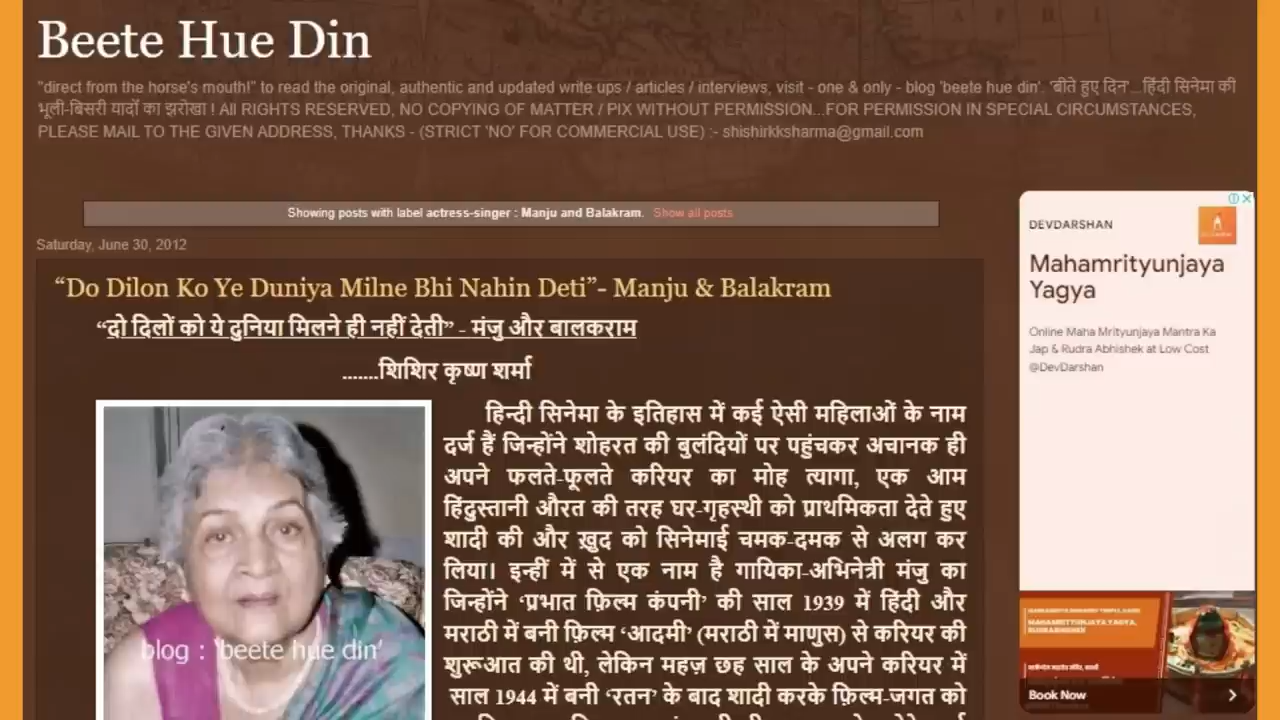 Beete Hue Din
"direct from the horse's mouth!" to read the original, authentic and updated write ups / articles / interviews, visit - one & only - blog 'beete hue din'. 'बीते हुए दिन'...हिंदी सिनेमा की
भूली-बिसरी यादों का झरोखा ! All RIGHTS RESERVED, NO COPYING OF MATTER / PIX WITHOUT PERMISSION...FOR PERMISSION IN SPECIAL CIRCUMSTANCES,
PLEASE MAIL TO THE GIVEN ADDRESS, THANKS - (STRICT 'NO' FOR COMMERCIAL USE) :- shishirkksharma@gmail.com
Showing posts with label actress-singer : Manju and Balakram. Show all posts
Saturday, June 30, 2012
“Do Dilon Ko Ye Duniya Milne Bhi Nahin Deti”- Manju & Balakram
“दो दिलों को ये दुनिया मिलने ही नहीं देती” - मंजु और बालकराम
.......शिशिर कृष्ण शर्मा
हिन्दी सिनेमा के इतिहास में कई ऐसी महिलाओं के नाम
दर्ज हैं जिन्होंने शोहरत की बुलंदियों पर पहुंचकर अचानक ही
अपने फलते-फूलते करियर का मोह त्यागा, एक आम
हिंदुस्तानी औरत की तरह घर-गृहस्थी को प्राथमिकता देते हुए
शादी की और ख़ुद को सिनेमाई चमक-दमक से अलग कर
लिया। इन्हीं में से एक नाम है गायिका-अभिनेत्री मंजु का
जिन्होंने ‘प्रभात फ़िल्म कंपनी’ की साल 1939 में हिंदी और
मराठी में बनी फ़िल्म ‘आदमी’ (मराठी में माणुस) से करियर की
शुरूआत की थी, लेकिन महज़ छह साल के अपने करियर में
साल 1944 में बनी ‘रतन’ के बाद शादी करके फ़िल्म-जगत को
blog : 'beete hue din'
DEVDARSHAN
Mahamrityunjaya
Yagya
Online Maha Mrityunjaya Mantra Ka
Jap & Rudra Abhishek at Low Cost
@DevDarshan
MAHAMRITYUNJAYA YAGYA,
RUDRABHISHEK
Book Now